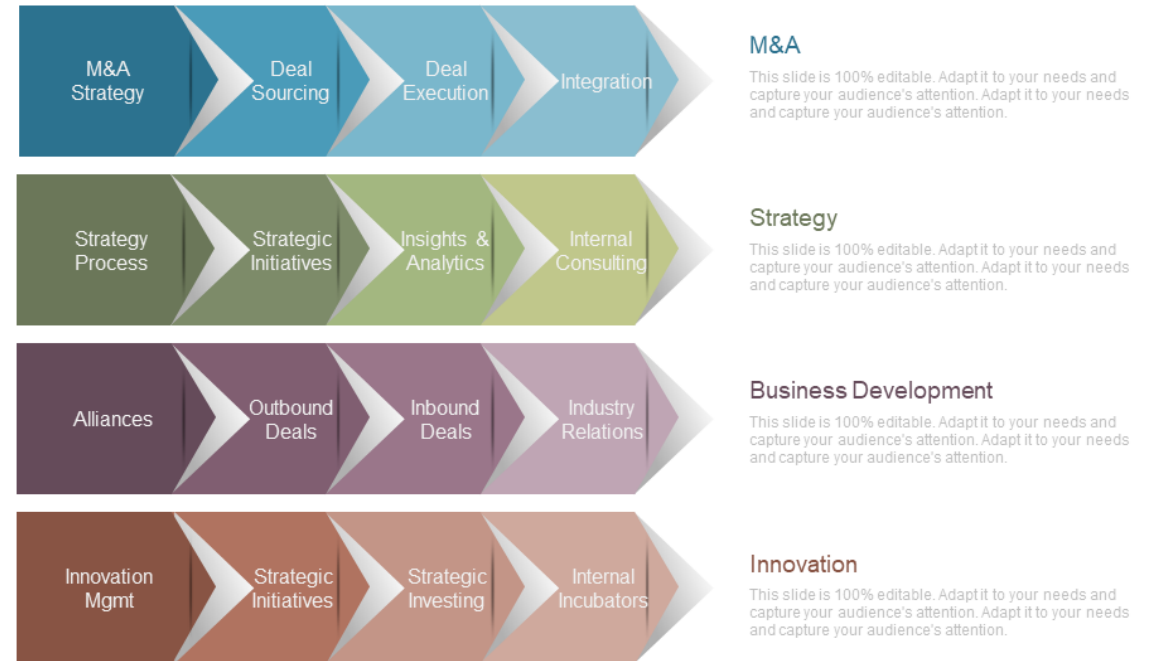 M&A
Strategy
Deal
Sourcing
Deal
Execution
Integration
M&A
This slide is 100% editable. Adapt it to your needs and
capture your audience's attention. Adapt it to your needs
and capture your audience's attention.
Strategy
Process
Strategic
Initiatives
Insights &
Analytics
Internal
Consulting
Strategy
This slide is 100% editable. Adapt it to your needs and
capture your audience's attention. Adapt it to your needs
and capture your audience's attention.
Alliances
Outbound
Deals
Inbound
Deals
Industry
Relations
Business Development
This slide is 100% editable. Adapt it to your needs and
capture your audience's attention. Adapt it to your needs
and capture your audience's attention.
Innovation
Mgmt
Strategic
Initiatives
Strategic
Investing
Internal
Incubators
Innovation
This slide is 100% editable. Adapt it to your needs and
capture your audience's attention. Adapt it to your needs
and capture your audience's attention.